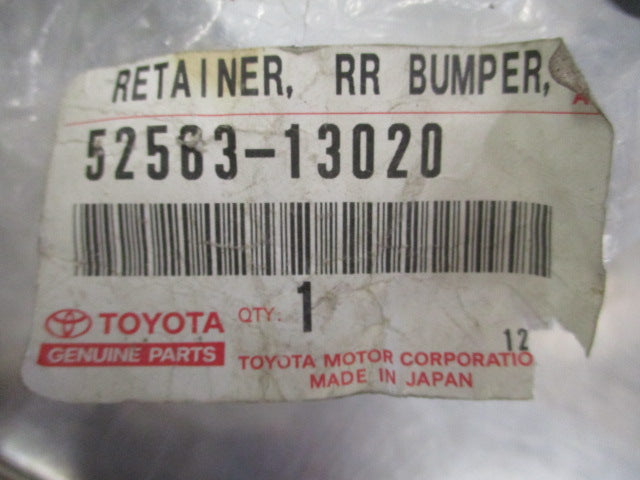 RETAINER, RR BUMPER,
52563-13020
TOYOTA QTY: 1
GENUINE PARTS
12
TOYOTA MOTOR CORPORATIO
MADE IN JAPAN